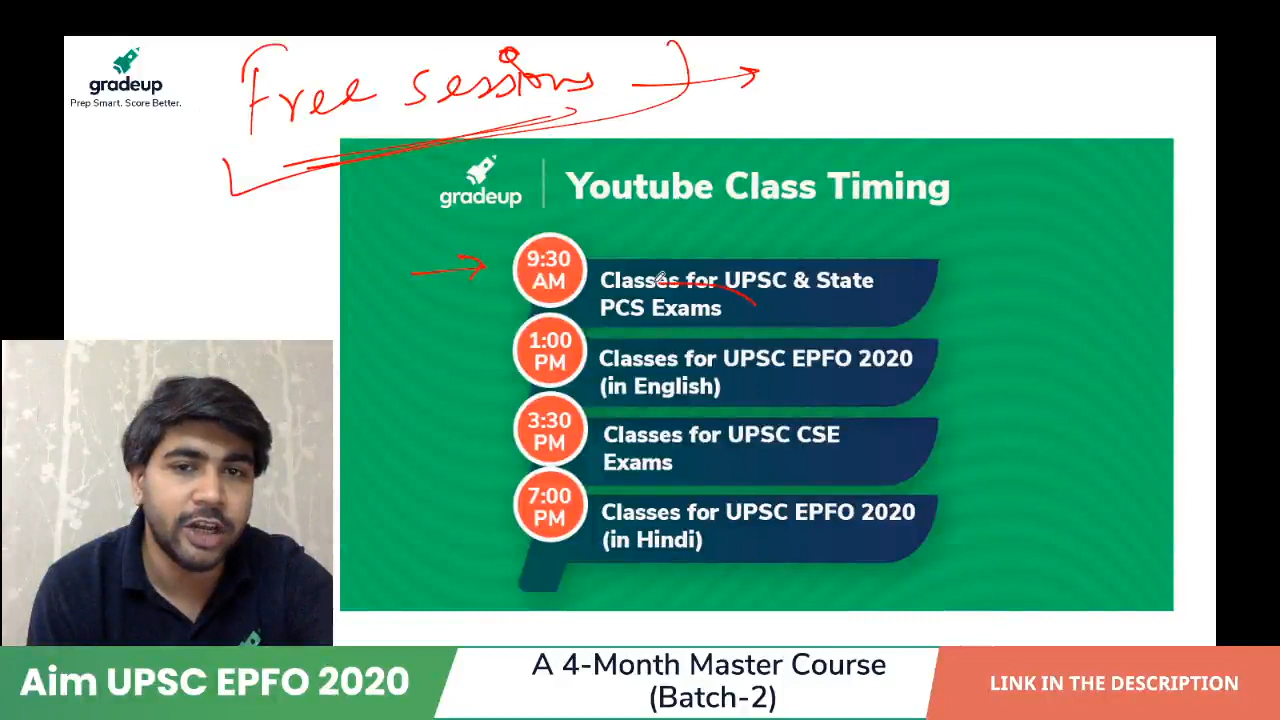 gradeup
Prep Smart. Score Better.
Free sessions
gradeup
Youtube Class Timing
9:30
AM
Classes for UPSC & State
PCS Exams
1:00
PM
Classes for UPSC EPFO 2020
(in English)
3:30
PM
Classes for UPSC CSE
Exams
7:00
PM
Classes for UPSC EPFO 2020
(in Hindi)
Aim UPSC EPFO 2020
A 4-Month Master Course
(Batch-2)
LINK IN THE DESCRIPTION